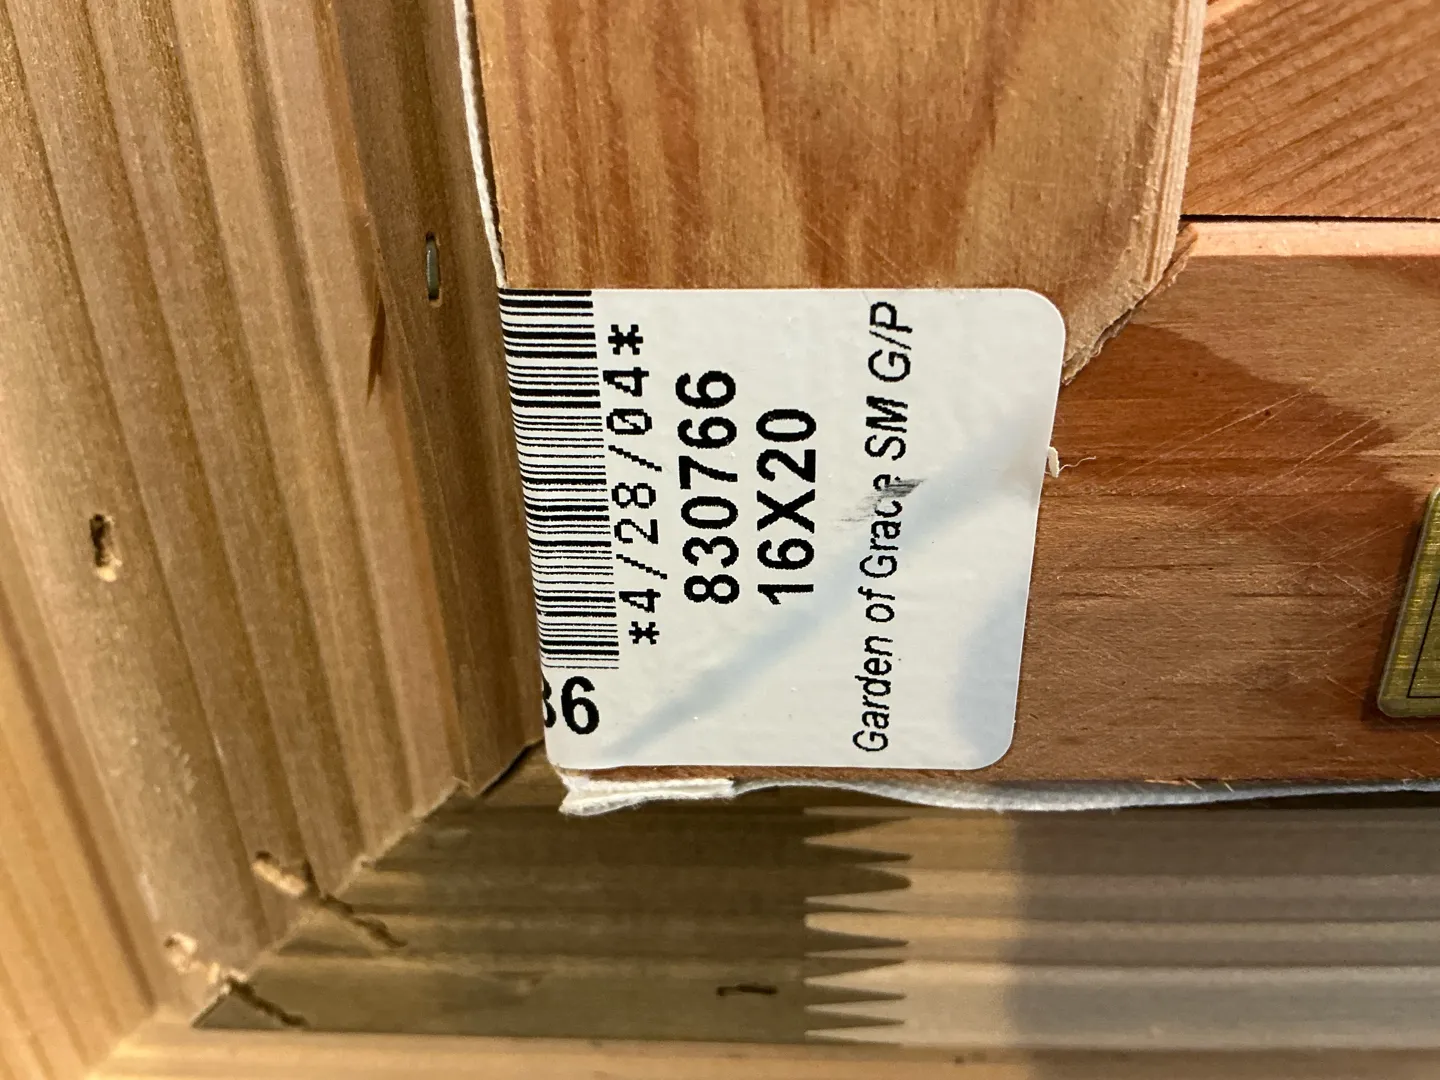 *4/28/04*
830766
16X20
Garden of Grace SM G/P
36